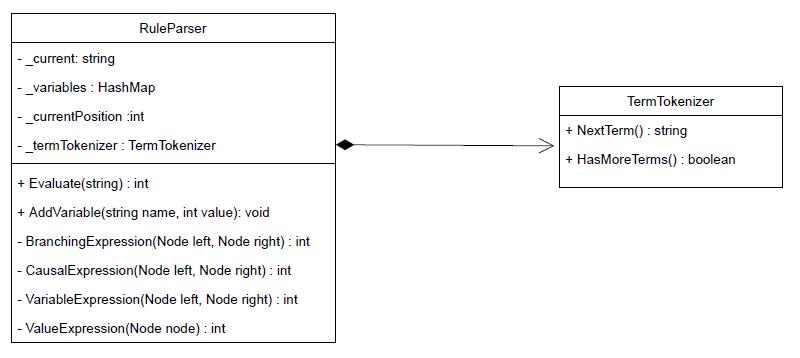 RuleParser
- _current: string
- _variables : HashMap
- _currentPosition :int
- _termTokenizer : TermTokenizer
+ Evaluate(string) : int
+ AddVariable(string name, int value): void
- BranchingExpression(Node left, Node right) : int
- CausalExpression(Node left, Node right) : int
- VariableExpression(Node left, Node right) : int
- ValueExpression(Node node) : int
TermTokenizer
+ NextTerm() : string
+ HasMoreTerms() : boolean